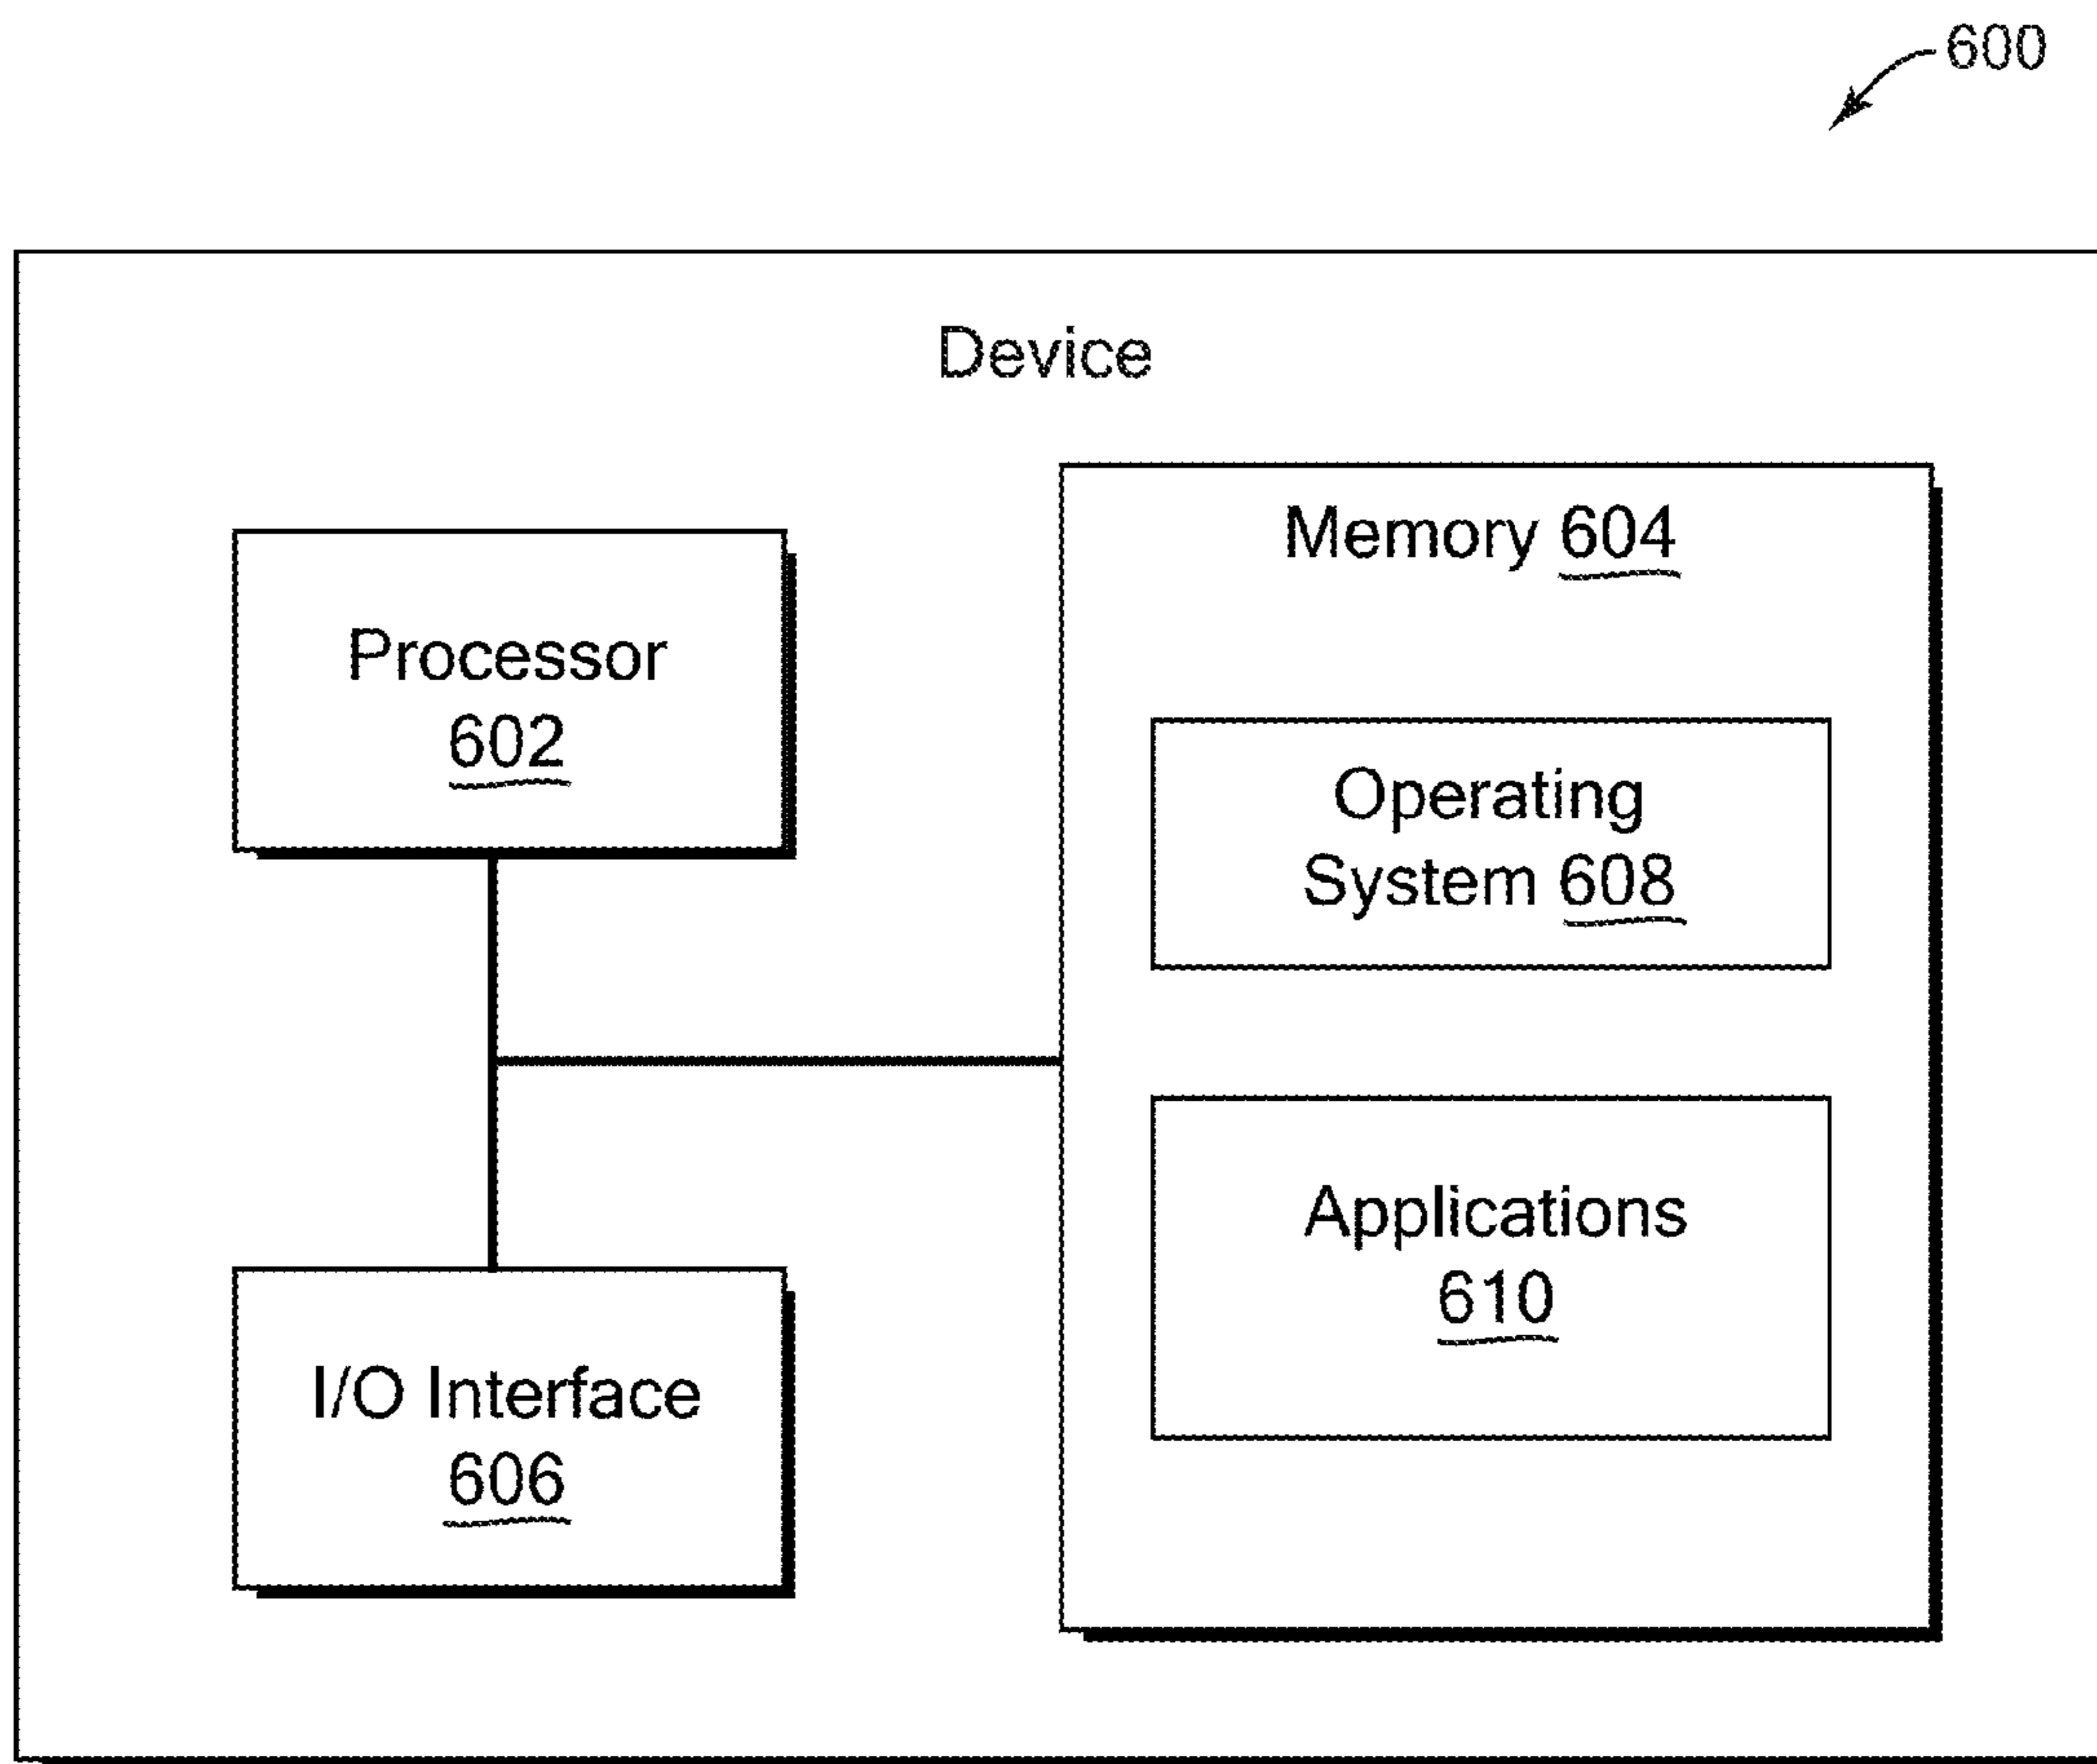 600
Device
Processor
602
Memory 604
Operating
System 608
Applications
610
I/O Interface
606